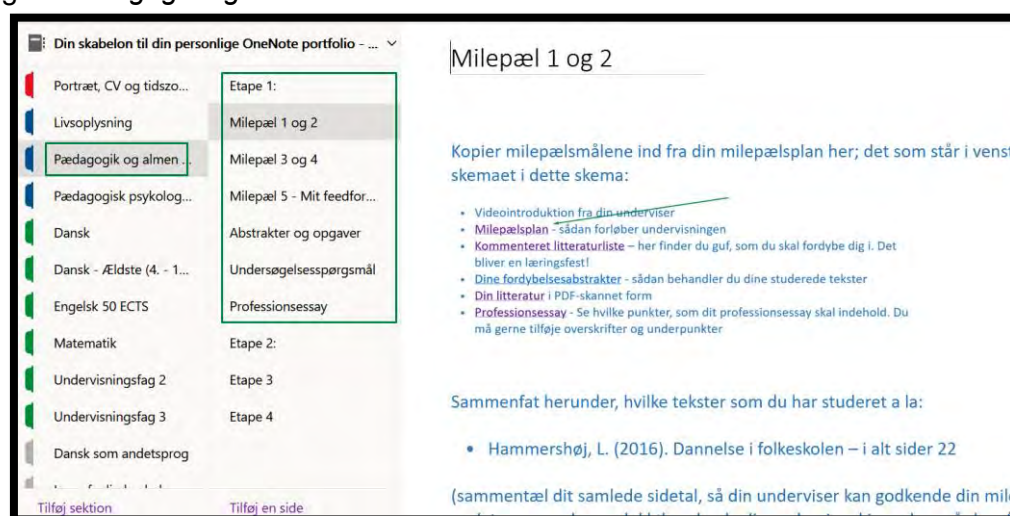 Din skabelon til din personlige OneNote portfolio - ...
Portræt, CV og tidszo...
Livsoplysning
Pædagogik og almen ...
Pædagogisk psykolog...
Dansk
Dansk - Ældste (4. - 1...
Engelsk 50 ECTS
Matematik
Undervisningsfag 2
Undervisningsfag 3
Dansk som andetsprog
Tilføj sektion
Etape 1:
Milepæl 1 og 2
Milepæl 3 og 4
Milepæl 5 - Mit feedfor...
Abstrakter og opgaver
Undersøgelsesspørgsmål
Professionsessay
Etape 2:
Etape 3
Etape 4
Tilføj en side
Milepæl 1 og 2
Kopier milepælsmålene ind fra din milepælsplan her; det som står i venst
skemaet i dette skema:
• Videointroduktion fra din underviser
• Milepælsplan - sådan forløber undervisningen
• Kommenteret litteraturliste – her finder du guf, som du skal fordybe dig i. Det
bliver en læringsfest!
• Dine fordybelsesabstrakter - sådan behandler du dine studerede tekster
• Din litteratur i PDF-skannet form
• Professionsessay - Se hvilke punkter, som dit professionsessay skal indehold. Du
må gerne tilføje overskrifter og underpunkter
Sammenfat herunder, hvilke tekster som du har studeret a la:
• Hammershøj, L. (2016). Dannelse i folkeskolen – i alt sider 22
(sammentæl dit samlede sidetal, så din underviser kan godkende din mile